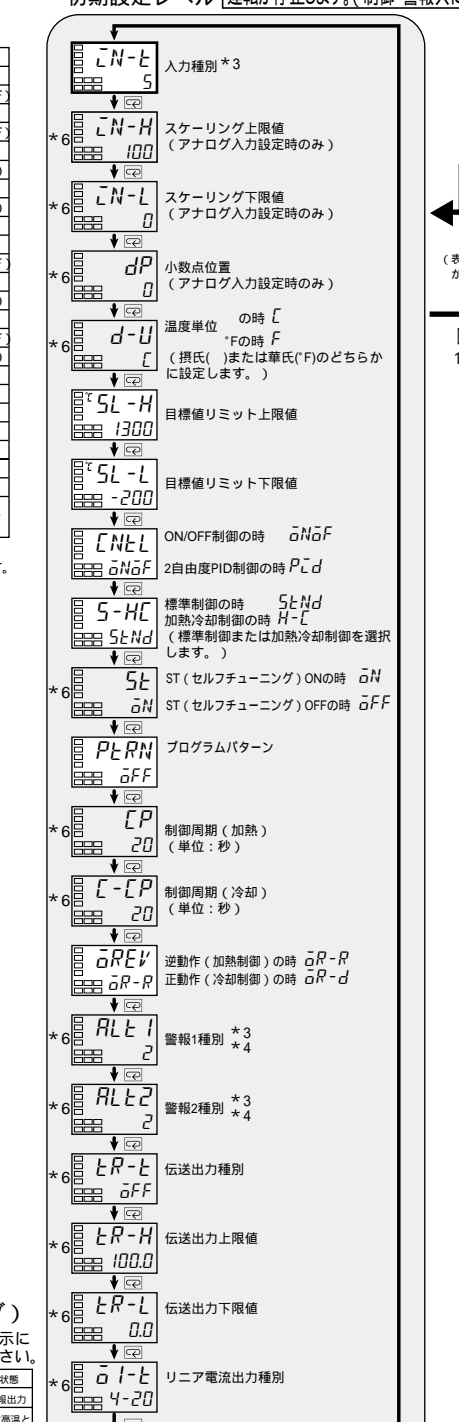 初期設定レベル
iN-t
5
入力種別 *3
*6
iN-H
100
スケーリング上限値
(アナログ入力設定時のみ)
*6
iN-L
0
スケーリング下限値
(アナログ入力設定時のみ)
*6
dP
0
小数点位置
(アナログ入力設定時のみ)
*6
d-U
C
温度単位 の時 C
°Fの時 F
(摂氏( )または華氏(°F)のどちらか
に設定します。)
SL-H
1300
目標値リミット上限値
SL-L
-200
目標値リミット下限値
CNtL
oNoF
ON/OFF制御の時 oNoF
2自由度PID制御の時 Pid
S-HC
StNd
標準制御の時 StNd
加熱冷却制御の時 H-C
(標準制御または加熱冷却制御を選択
します。)
*6
St
oN
ST(セルフチューニング)ONの時 oN
ST(セルフチューニング)OFFの時 oFF
PtRN
oFF
プログラムパターン
*6
CP
20
制御周期(加熱)
(単位:秒)
*6
C-CP
20
制御周期(冷却)
(単位:秒)
oREV
oR-R
逆動作(加熱制御)の時 oR-R
正動作(冷却制御)の時 oR-d
*6
ALt1
2
警報1種別 *3
*4
*6
ALt2
2
警報2種別 *3
*4
*6
tR-t
oFF
伝送出力種別
*6
tR-H
100.0
伝送出力上限値
*6
tR-L
0.0
伝送出力下限値
*6
o1-t
4-20
リニア電流出力種別
(表
か
1
す。
)
示に
さい。
状態
報出力
高温と